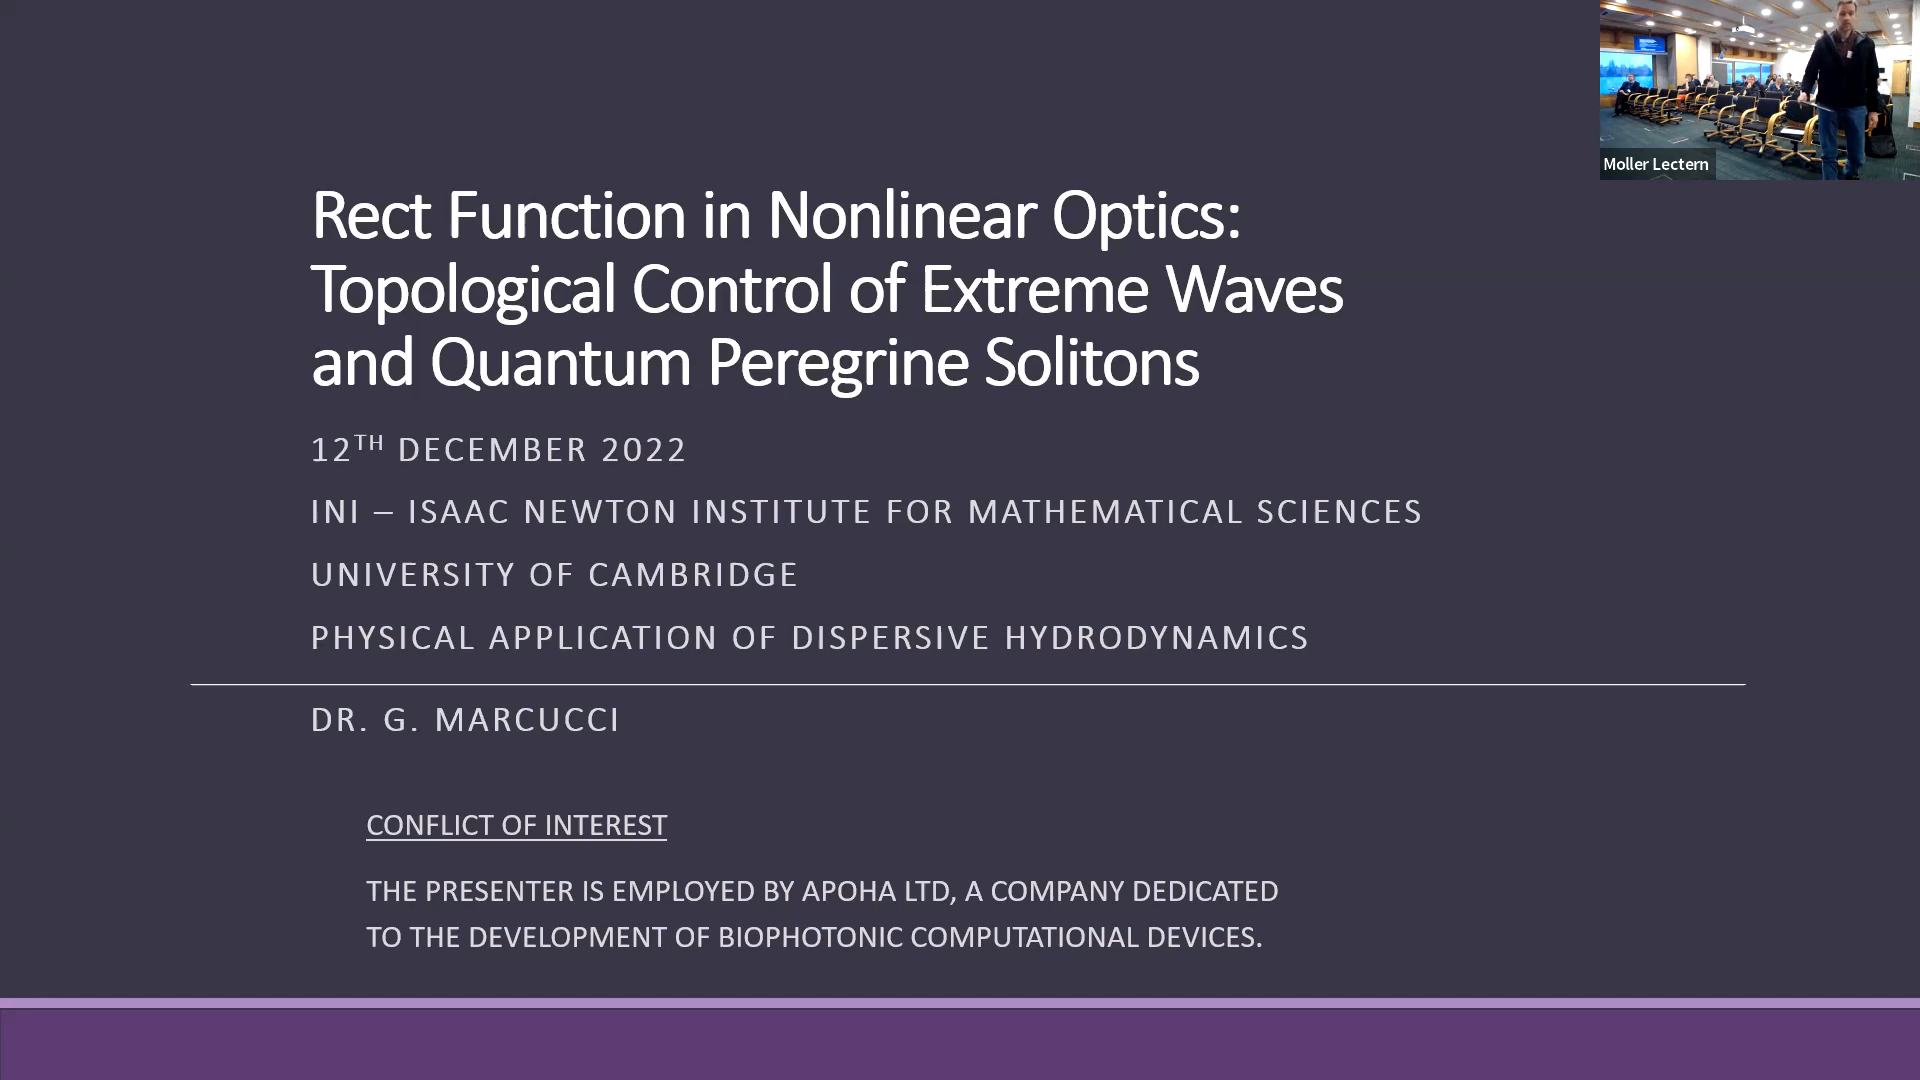 Moller Lectern
Rect Function in Nonlinear Optics:
Topological Control of Extreme Waves
and Quantum Peregrine Solitons
12TH DECEMBER 2022
INI – ISAAC NEWTON INSTITUTE FOR MATHEMATICAL SCIENCES
UNIVERSITY OF CAMBRIDGE
PHYSICAL APPLICATION OF DISPERSIVE HYDRODYNAMICS
DR. G. MARCUCCI
CONFLICT OF INTEREST
THE PRESENTER IS EMPLOYED BY APOHA LTD, A COMPANY DEDICATED
TO THE DEVELOPMENT OF BIOPHOTONIC COMPUTATIONAL DEVICES.